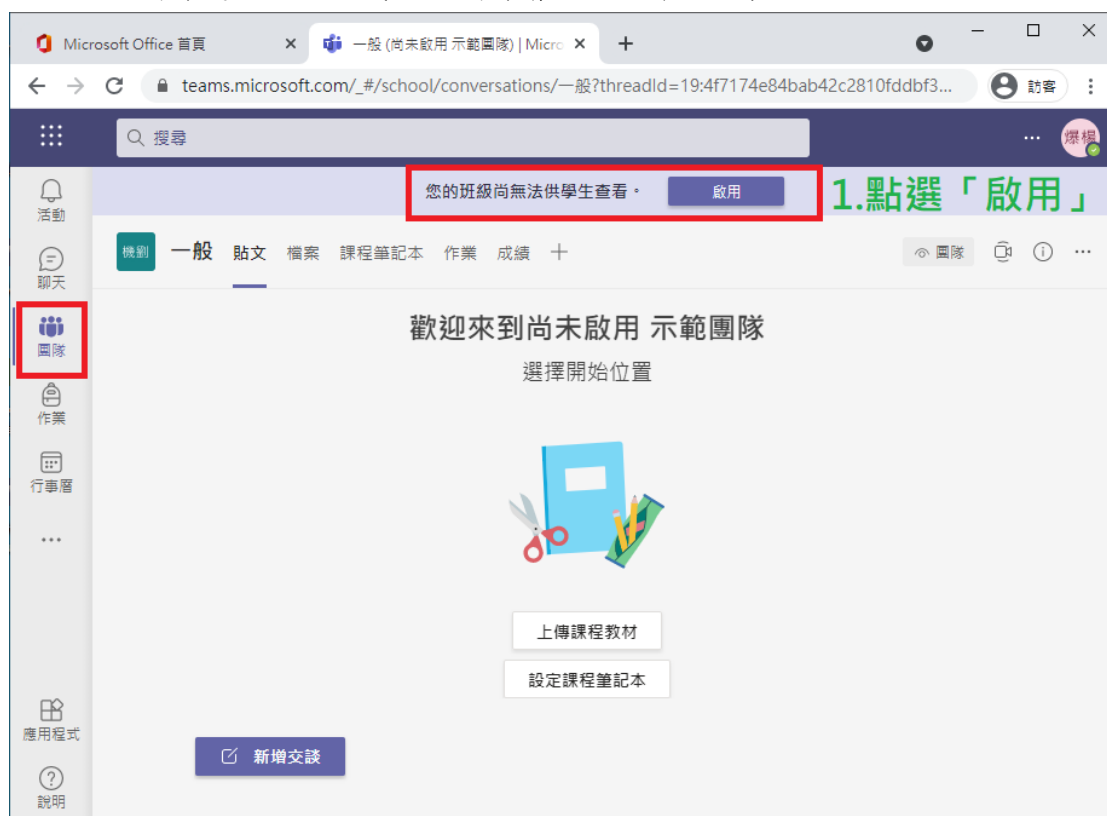 Microsoft Office 首頁
一般 (尚未啟用 示範團隊) | Micro
teams.microsoft.com/_#/school/conversations/一般?threadId=19:4f7174e84bab42c2810fddbf3...
訪客
搜尋
爆楊
您的班級尚無法供學生查看。
啟用
1.點選「啟用」
活動
聊天
團隊
作業
行事曆
機劉
一般
貼文
檔案
課程筆記本
作業
成績
團隊
歡迎來到尚未啟用 示範團隊
選擇開始位置
上傳課程教材
設定課程筆記本
新增交談
應用程式
說明